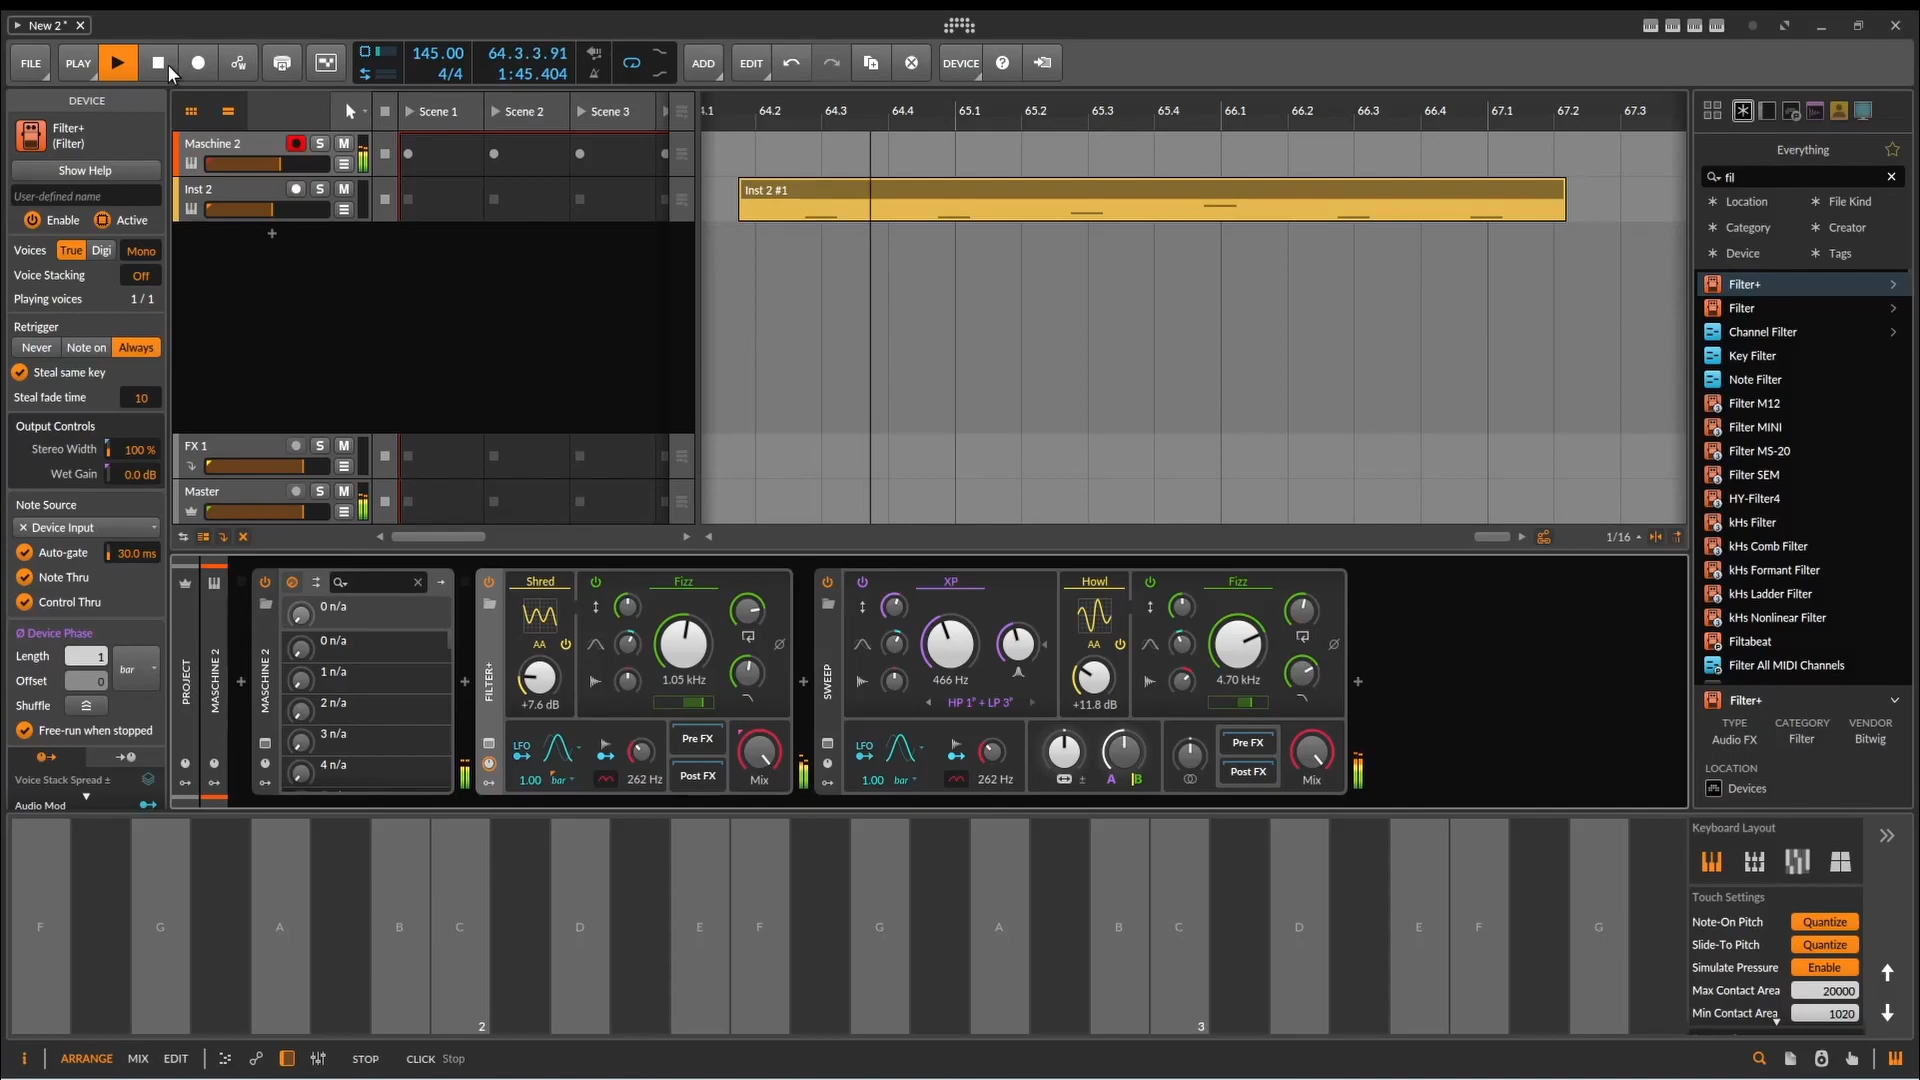 New 2*
FILE
PLAY
145.00
4/4
64.3.3.91
1:45.404
ADD
EDIT
DEVICE
DEVICE
Filter+
(Filter)
Show Help
User-defined name
Enable
Active
Voices
True
Digi
Mono
Voice Stacking
Off
Playing voices
1 / 1
Retrigger
Never
Note on
Always
Steal same key
Steal fade time
10
Output Controls
Stereo Width
100 %
Wet Gain
0.0 dB
Note Source
Device Input
Auto-gate
30.0 ms
Note Thru
Control Thru
Ø Device Phase
Length
1
bar
Offset
0
Shuffle
Free-run when stopped
Voice Stack Spread ±
Audio Mod
Scene 1
Scene 2
Scene 3
Maschine 2
S
M
Inst 2
S
M
FX 1
S
M
Master
S
M
4.1
64.2
64.3
64.4
65.1
65.2
65.3
65.4
66.1
66.2
66.3
66.4
67.1
67.2
67.3
Inst 2 #1
1/16
PROJECT
MASCHINE 2
MASCHINE 2
0 n/a
0 n/a
1 n/a
2 n/a
3 n/a
4 n/a
FILTER+
Shred
AA
+7.6 dB
Fizz
1.05 kHz
LFO
1.00
bar
262 Hz
Pre FX
Post FX
Mix
SWEEP
XP
466 Hz
HP 1" + LP 3"
Howl
AA
+11.8 dB
Fizz
4.70 kHz
LFO
1.00
bar
262 Hz
±
A
B
Pre FX
Post FX
Mix
Everything
fil
Location
File Kind
Category
Creator
Device
Tags
Filter+
Filter
Channel Filter
Key Filter
Note Filter
Filter M12
Filter MINI
Filter MS-20
Filter SEM
HY-Filter4
kHs Filter
kHs Comb Filter
kHs Formant Filter
kHs Ladder Filter
kHs Nonlinear Filter
Filtabeat
Filter All MIDI Channels
Filter+
TYPE
CATEGORY
VENDOR
Audio FX
Filter
Bitwig
LOCATION
Devices
F
G
A
B
C
D
E
F
G
A
B
C
D
E
F
G
2
3
Keyboard Layout
Touch Settings
Note-On Pitch
Quantize
Slide-To Pitch
Quantize
Simulate Pressure
Enable
Max Contact Area
20000
Min Contact Area
1020
i
ARRANGE
MIX
EDIT
STOP
CLICK
Stop